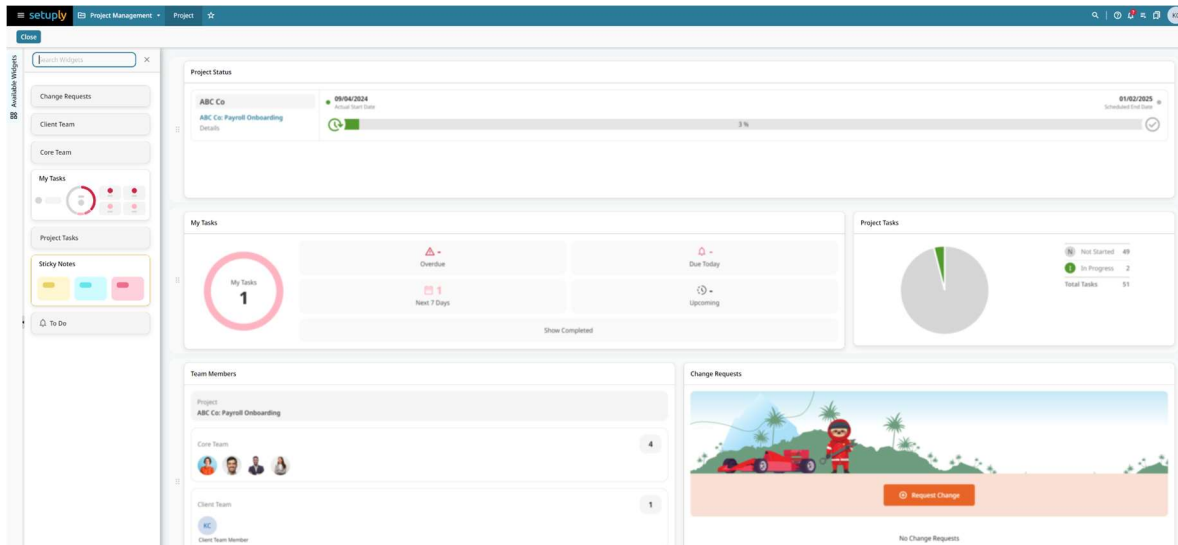 setuply
Project Management
Project
KC
Close
Available Widgets
Search Widgets
Change Requests
Client Team
Core Team
My Tasks
Project Tasks
Sticky Notes
To Do
Project Status
ABC Co
ABC Co: Payroll Onboarding
Details
09/04/2024
Actual Start Date
01/02/2025
Scheduled End Date
3 %
My Tasks
My Tasks
1
-
Overdue
-
Due Today
1
Next 7 Days
-
Upcoming
Show Completed
Project Tasks
N Not Started 49
I In Progress 2
Total Tasks 51
Team Members
Project
ABC Co: Payroll Onboarding
Core Team
4
Client Team
1
KC
Client Team Member
Change Requests
Request Change
No Change Requests